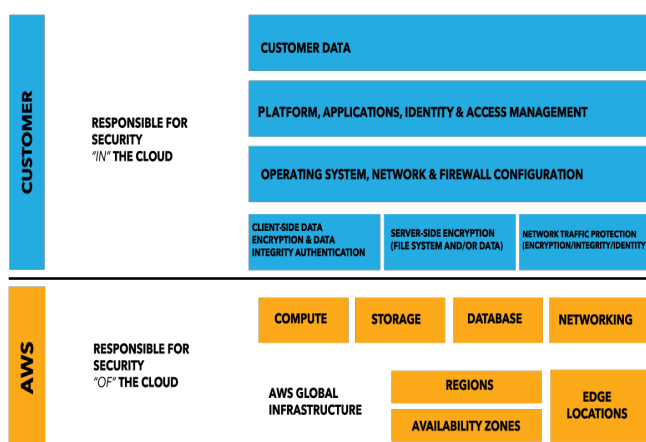 CUSTOMER
RESPONSIBLE FOR
SECURITY
"IN" THE CLOUD
CUSTOMER DATA
PLATFORM, APPLICATIONS, IDENTITY & ACCESS MANAGEMENT
OPERATING SYSTEM, NETWORK & FIREWALL CONFIGURATION
CLIENT-SIDE DATA
ENCRYPTION & DATA
INTEGRITY AUTHENTICATION
SERVER-SIDE ENCRYPTION
(FILE SYSTEM AND/OR DATA)
NETWORK TRAFFIC PROTECTION
(ENCRYPTION/INTEGRITY/IDENTITY
AWS
RESPONSIBLE FOR
SECURITY
"OF" THE CLOUD
COMPUTE
STORAGE
DATABASE
NETWORKING
AWS GLOBAL
INFRASTRUCTURE
REGIONS
AVAILABILITY ZONES
EDGE
LOCATIONS